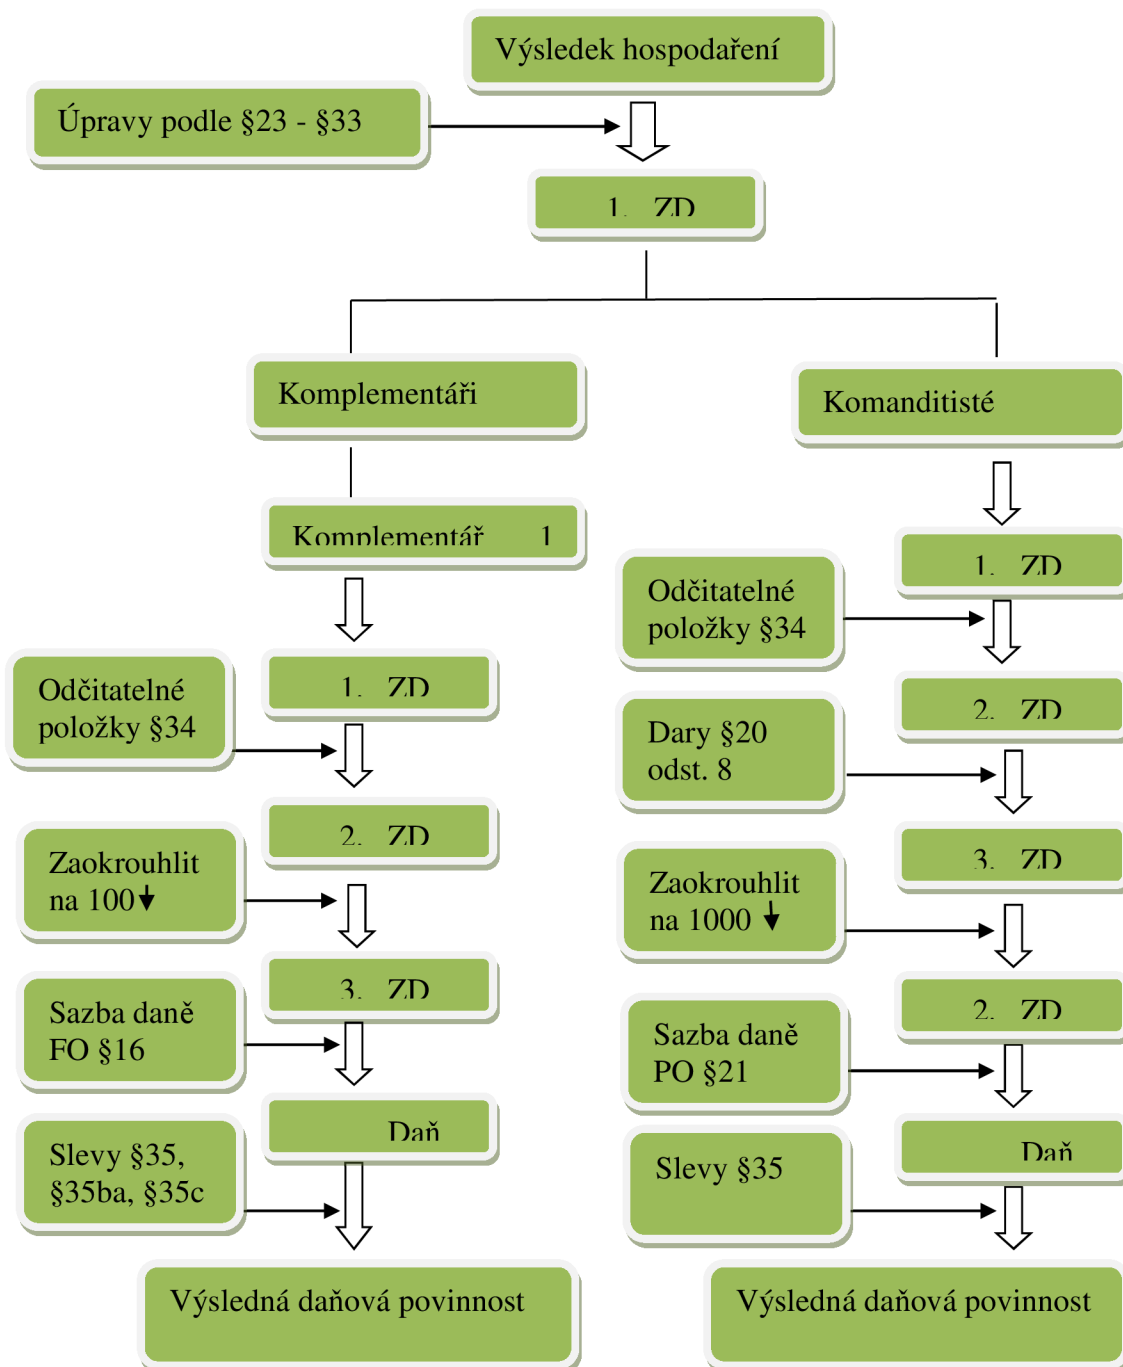 Výsledek hospodaření
Úpravy podle §23 - §33
1. ZD
Komplementáři
Komplementář 1
1. ZD
Odčitatelné
položky §34
2. ZD
Zaokrouhlit
na 100
3. ZD
Sazba daně
FO §16
Daň
Slevy §35,
§35ba, §35c
Výsledná daňová povinnost
Komanditisté
1. ZD
Odčitatelné
položky §34
2. ZD
Dary §20
odst. 8
3. ZD
Zaokrouhlit
na 1000
2. ZD
Sazba daně
PO §21
Daň
Slevy §35
Výsledná daňová povinnost